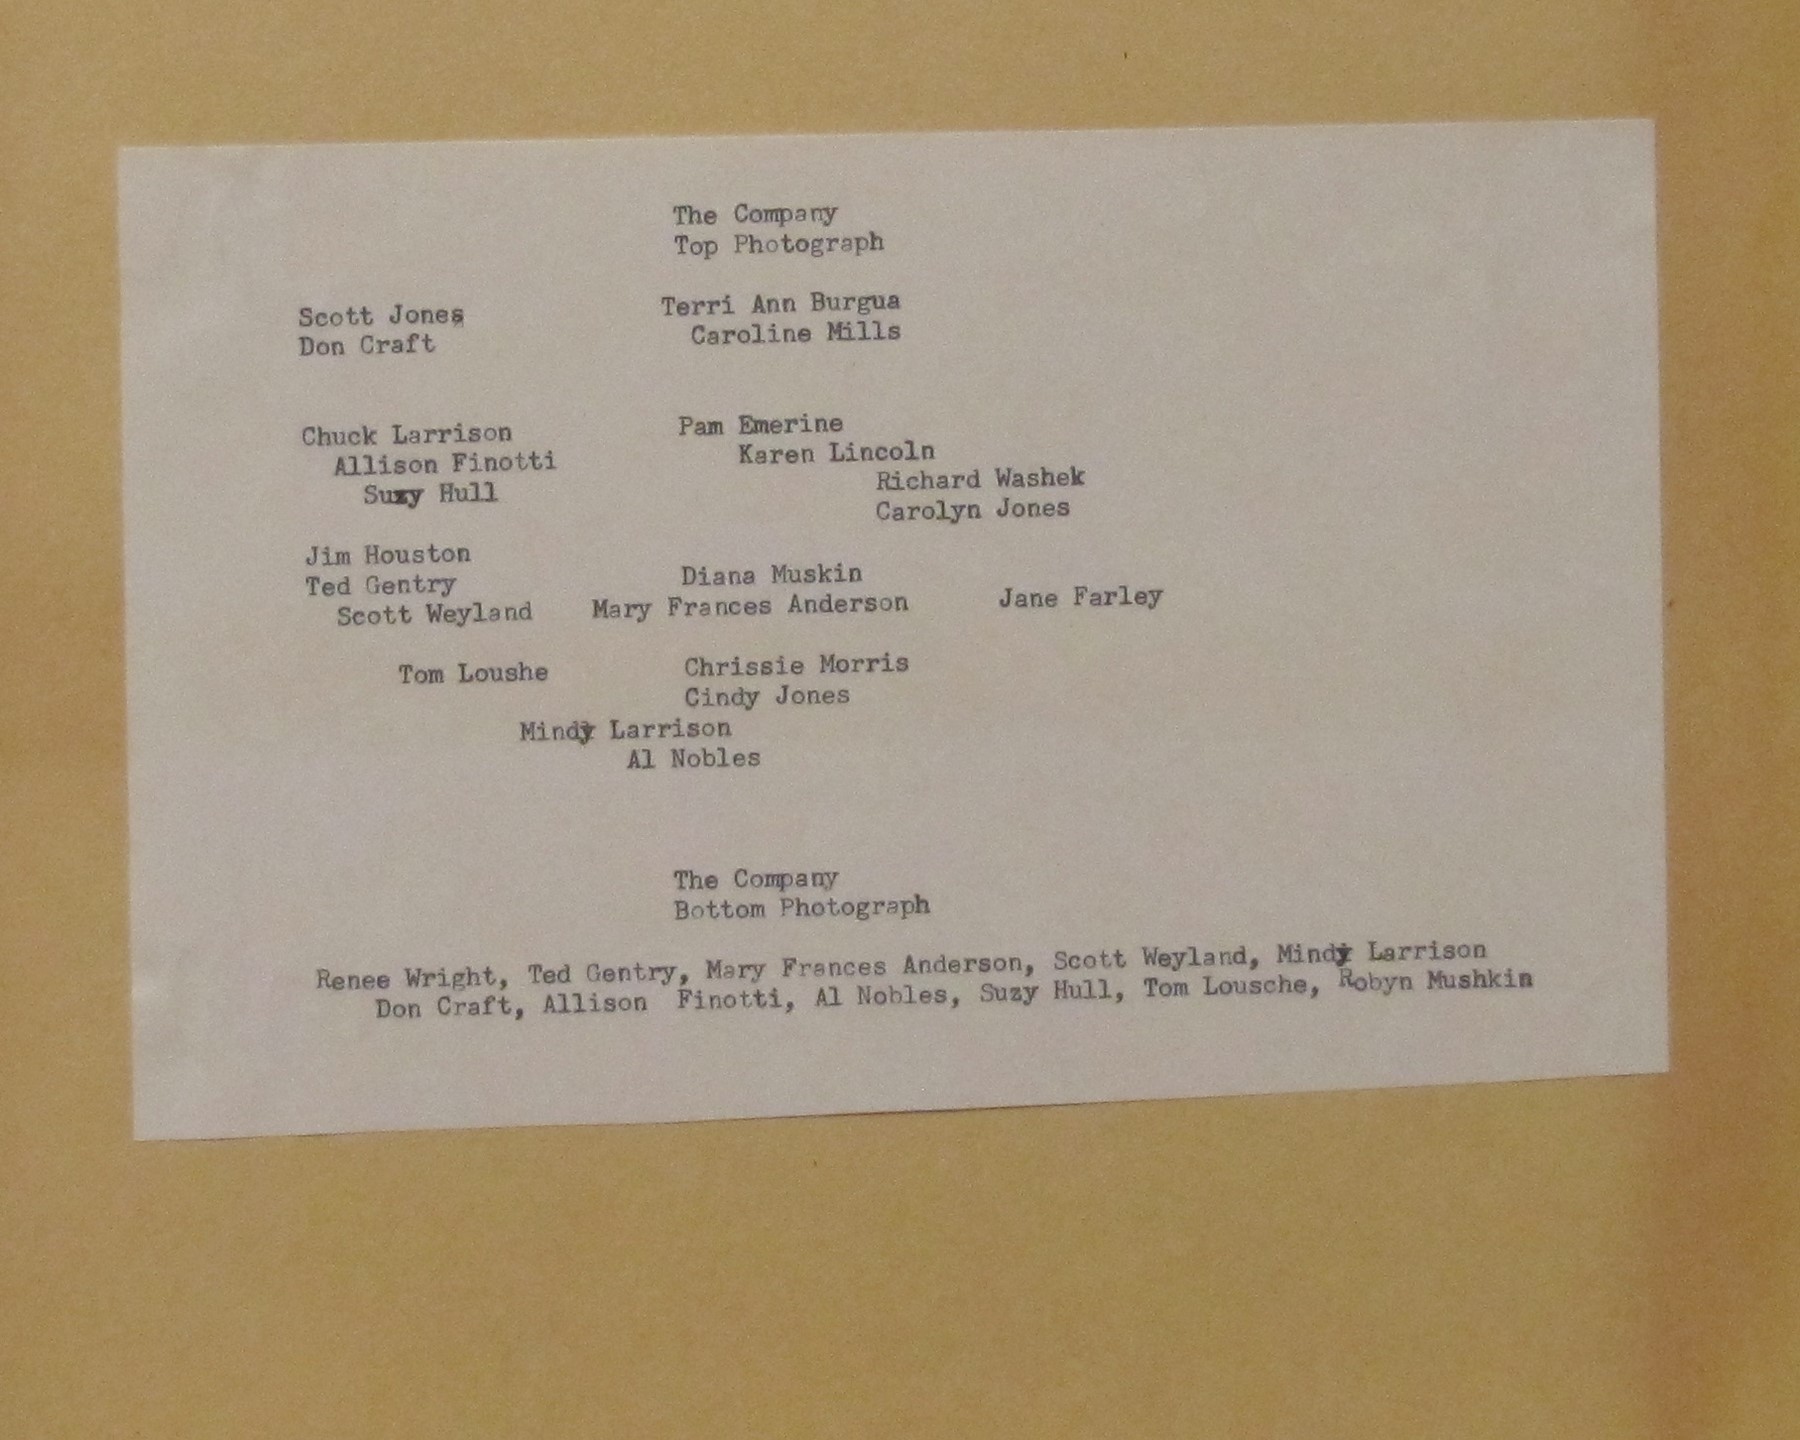 The Company
Top Photograph
Scott Jones Terri Ann Burgua
Don Craft Caroline Mills
Chuck Larrison Pam Emerine
Allison Finotti Karen Lincoln
Suzy Hull Richard Washek
Carolyn Jones
Jim Houston
Ted Gentry Diana Muskin
Scott Weyland Mary Frances Anderson Jane Farley
Tom Loushe Chrissie Morris
Cindy Jones
Mindy Larrison
Al Nobles
The Company
Bottom Photograph
Renee Wright, Ted Gentry, Mary Frances Anderson, Scott Weyland, Mindy Larrison
Don Craft, Allison Finotti, Al Nobles, Suzy Hull, Tom Lousche, Robyn Mushkin